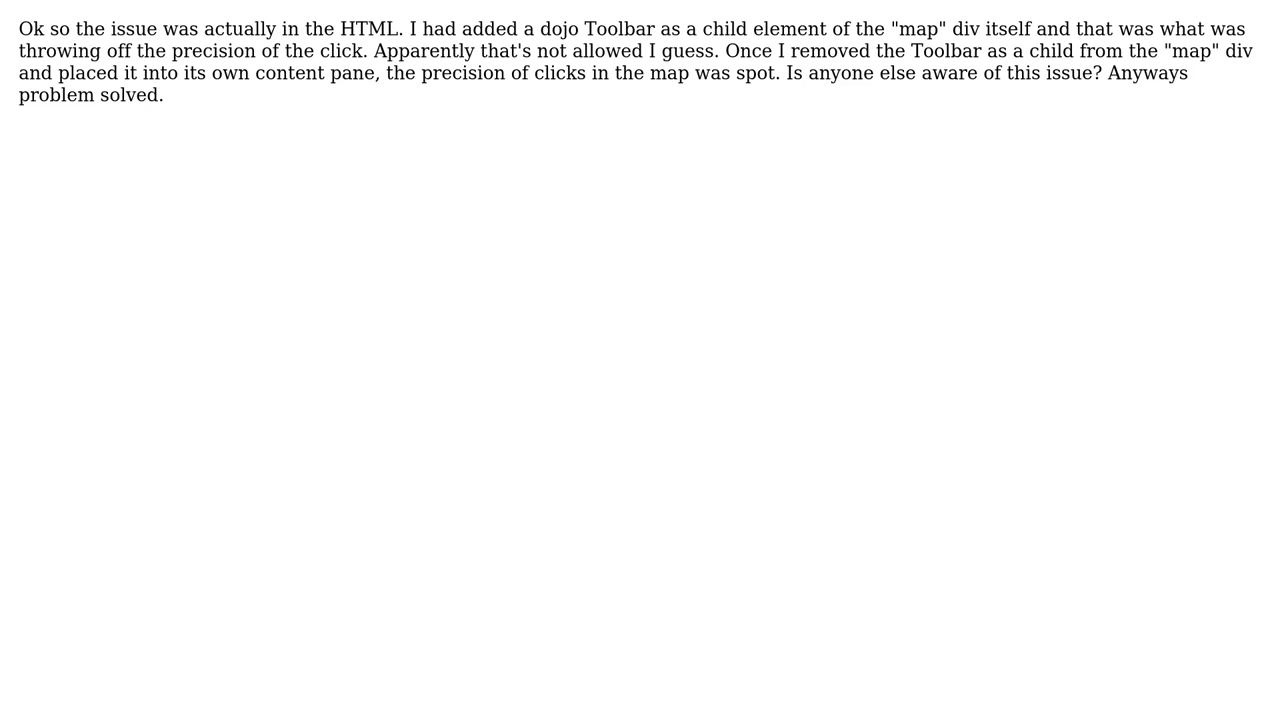 Ok so the issue was actually in the HTML. I had added a dojo Toolbar as a child element of the "map" div itself and that was what was
throwing off the precision of the click. Apparently that's not allowed I guess. Once I removed the Toolbar as a child from the "map" div
and placed it into its own content pane, the precision of clicks in the map was spot. Is anyone else aware of this issue? Anyways
problem solved.